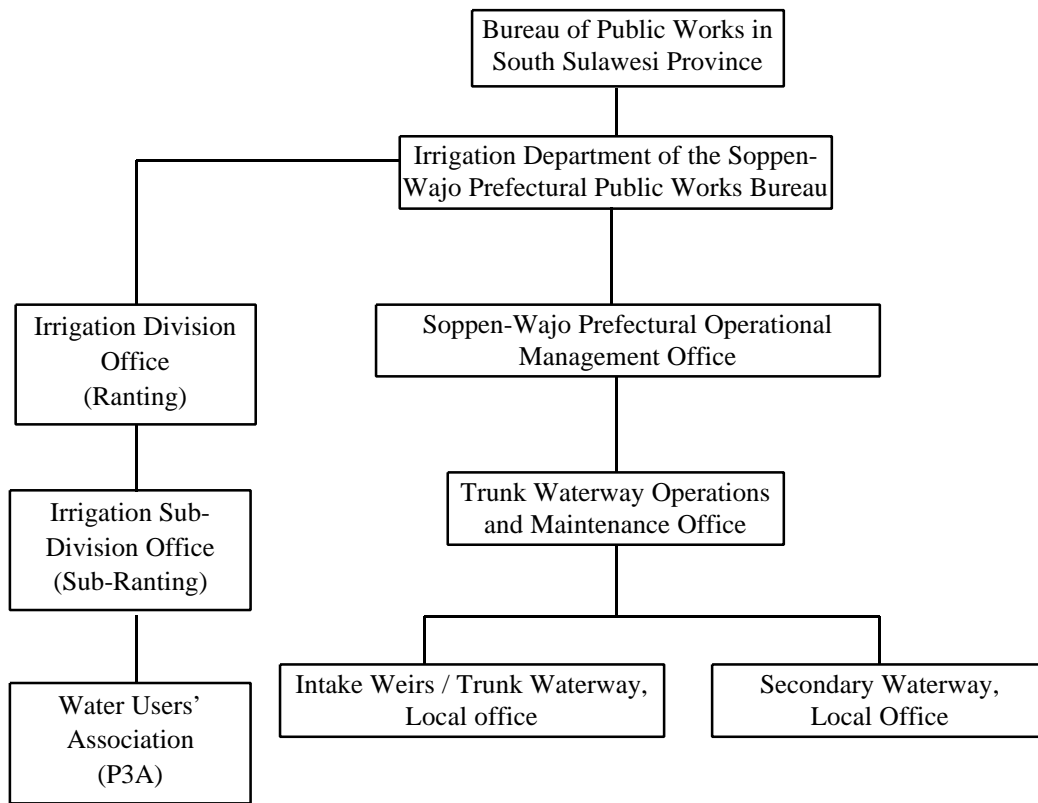 Bureau of Public Works in
South Sulawesi Province
Irrigation Department of the Soppen-
Wajo Prefectural Public Works Bureau
Irrigation Division
Office
(Ranting)
Soppen-Wajo Prefectural Operational
Management Office
Irrigation Sub-
Division Office
(Sub-Ranting)
Trunk Waterway Operations
and Maintenance Office
Water Users’
Association
(P3A)
Intake Weirs / Trunk Waterway,
Local office
Secondary Waterway,
Local Office